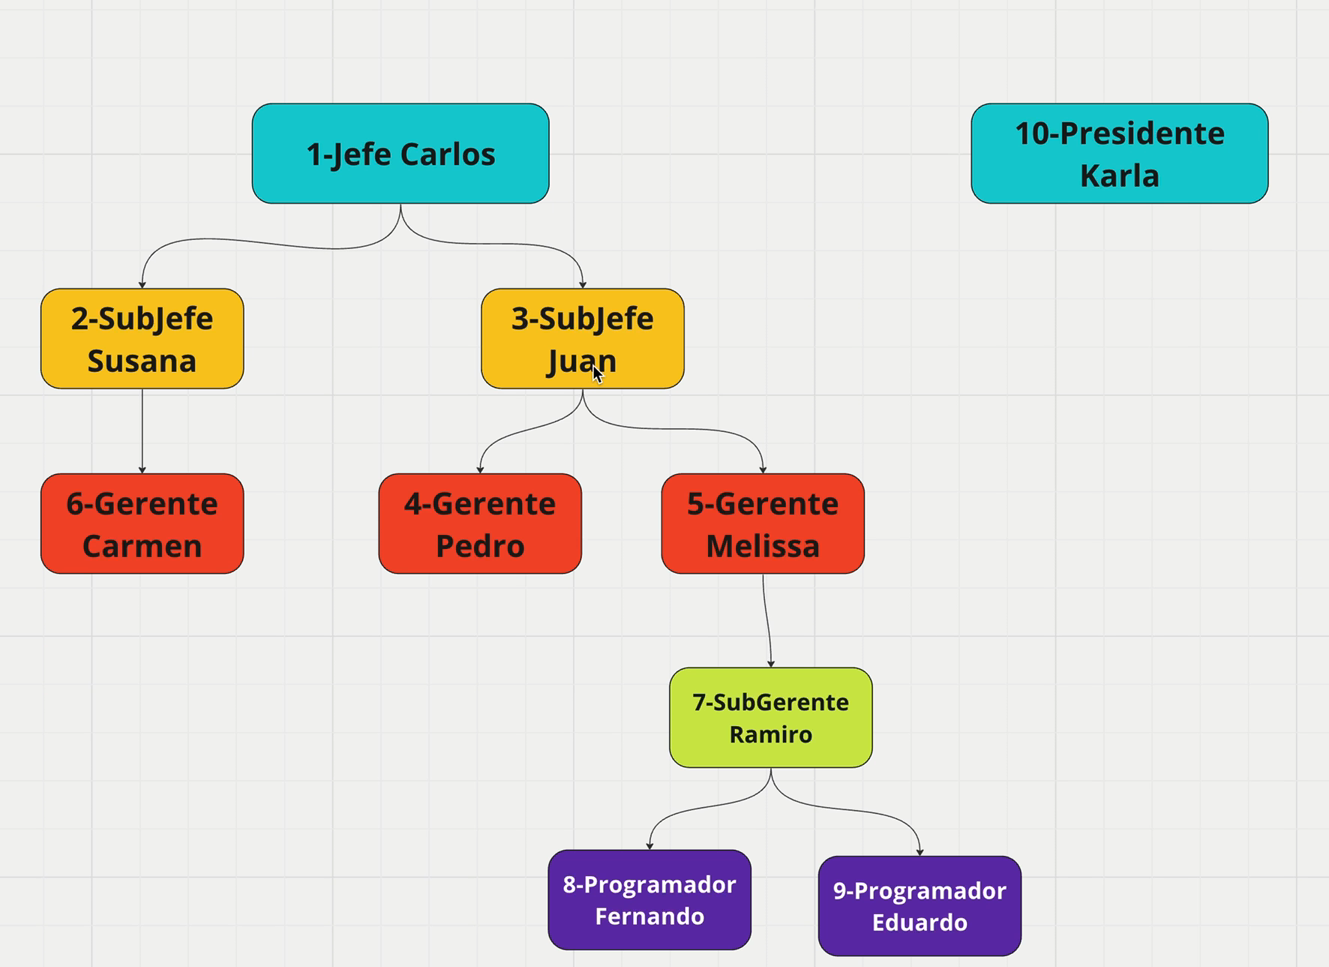 1-Jefe Carlos
10-Presidente
Karla
2-SubJefe
Susana
3-SubJefe
Juan
6-Gerente
Carmen
4-Gerente
Pedro
5-Gerente
Melissa
7-SubGerente
Ramiro
8-Programador
Fernando
9-Programador
Eduardo